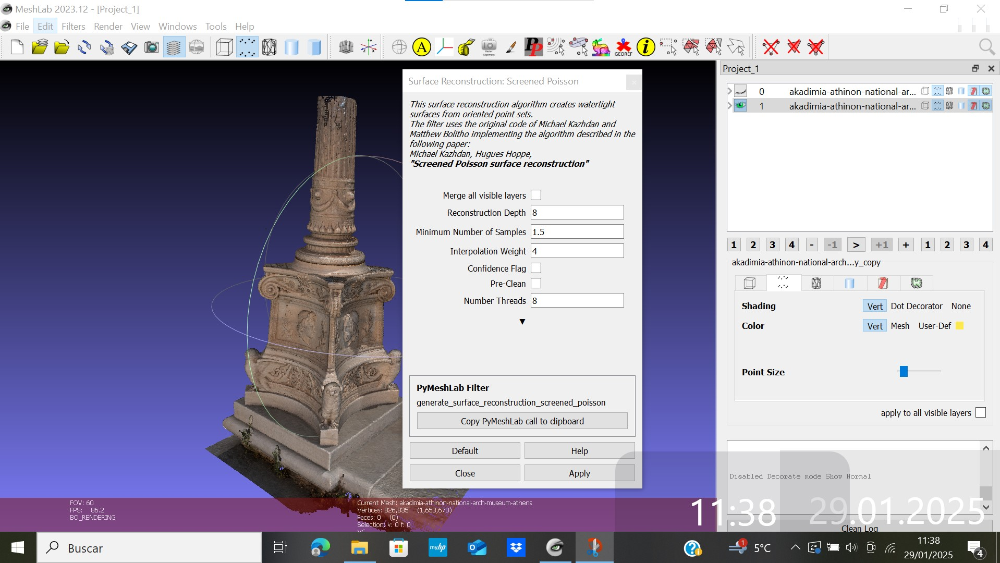 MeshLab 2023.12 - [Project_1]
File Edit Filters Render View Windows Tools Help
A
Raster Alignment
PP
GEOREF
i
Project_1
0 akadimia-athinon-national-ar...
1 akadimia-athinon-national-ar...
1 2 3 4 - -1 > +1 + 1 2 3 4
akadimia-athinon-national-arch...y_copy
Shading Vert Dot Decorator None
Color Vert Mesh User-Def
Point Size
apply to all visible layers
Disabled Decorate mode Show Normal
Clean Log
Surface Reconstruction: Screened Poisson
This surface reconstruction algorithm creates watertight
surfaces from oriented point sets.
The filter uses the original code of Michael Kazhdan and
Matthew Bolitho implementing the algorithm described in the
following paper:
Michael Kazhdan, Hugues Hoppe,
"Screened Poisson surface reconstruction"
Merge all visible layers
Reconstruction Depth 8
Minimum Number of Samples 1.5
Interpolation Weight 4
Confidence Flag
Pre-Clean
Number Threads 8
PyMeshLab Filter
generate_surface_reconstruction_screened_poisson
Copy PyMeshLab call to clipboard
Default Help
Close Apply
FOV: 60
FPS: 86.2
BO_RENDERING
Current Mesh: akadimia-athinon-national-arch-museum-athens
Vertices: 826,835 (1,653,670)
Faces: 0 (0)
Selection: v: 0 f: 0
11:38 29.01.2025
Buscar
myhp
1
5°C
11:38
29/01/2025
4